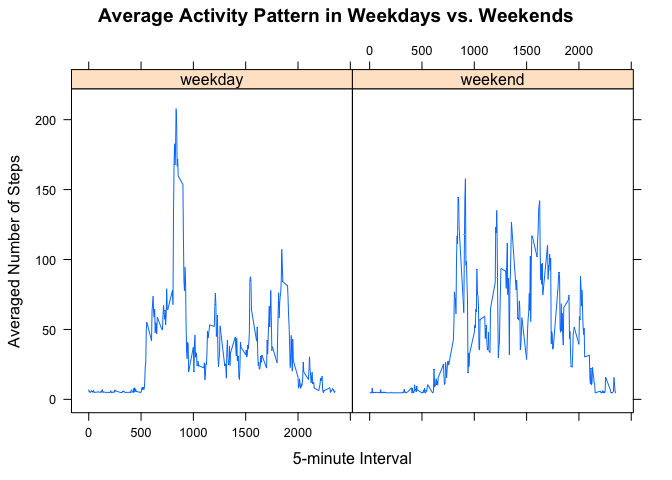 Average Activity Pattern in Weekdays vs. Weekends
0 500 1000 1500 2000
weekday weekend
200
150
100
50
0
Averaged Number of Steps
0 500 1000 1500 2000
5-minute Interval